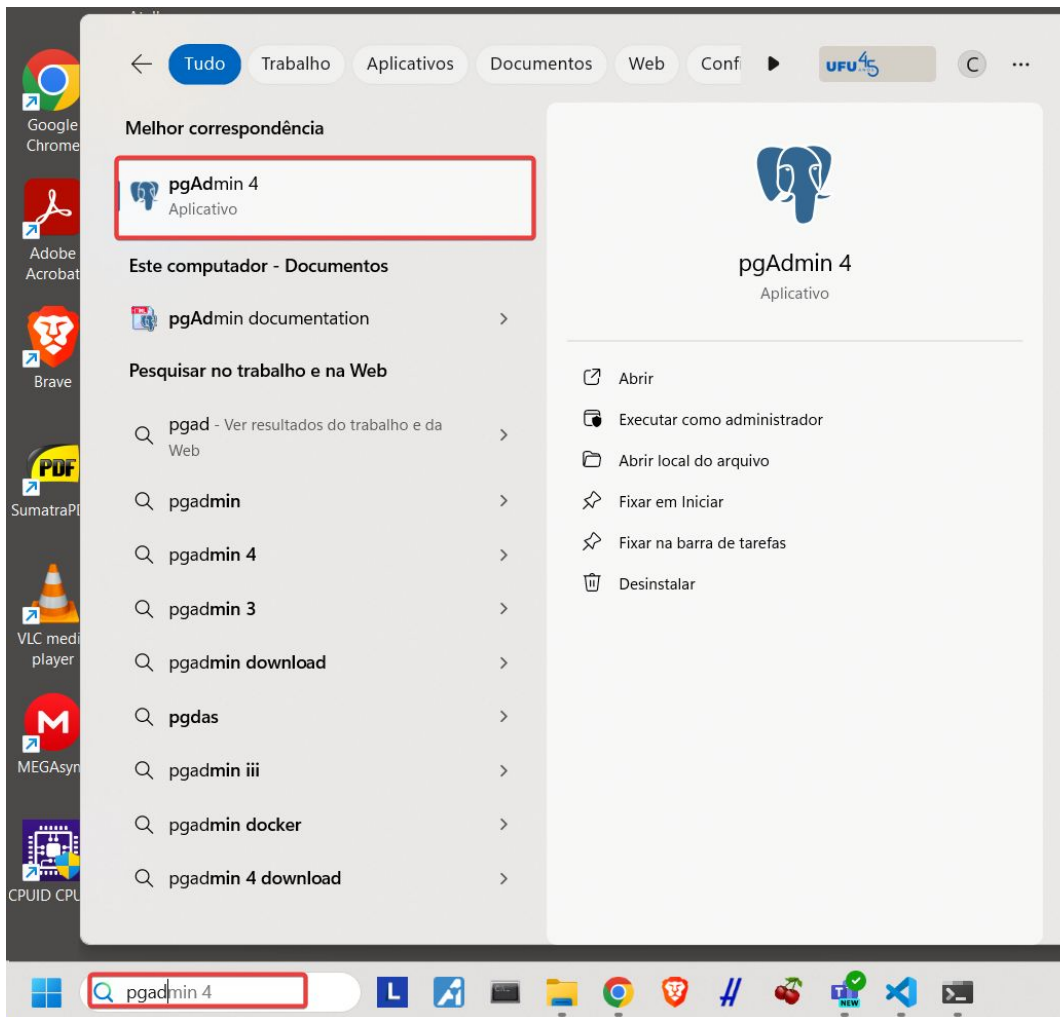 Tudo
Trabalho
Aplicativos
Documentos
Web
Conf
UFU 45
C
Google
Chrome
Adobe
Acrobat
Brave
PDF
SumatraP
VLC medi
player
MEGAsyn
CPUID CPU
Melhor correspondência
pgAdmin 4
Aplicativo
Este computador - Documentos
pgAdmin documentation
Pesquisar no trabalho e na Web
pgad - Ver resultados do trabalho e da
Web
pgadmin
pgadmin 4
pgadmin 3
pgadmin download
pgdas
pgadmin iii
pgadmin docker
pgadmin 4 download
pgAdmin 4
Aplicativo
Abrir
Executar como administrador
Abrir local do arquivo
Fixar em Iniciar
Fixar na barra de tarefas
Desinstalar
pgadmin 4
L
NEW